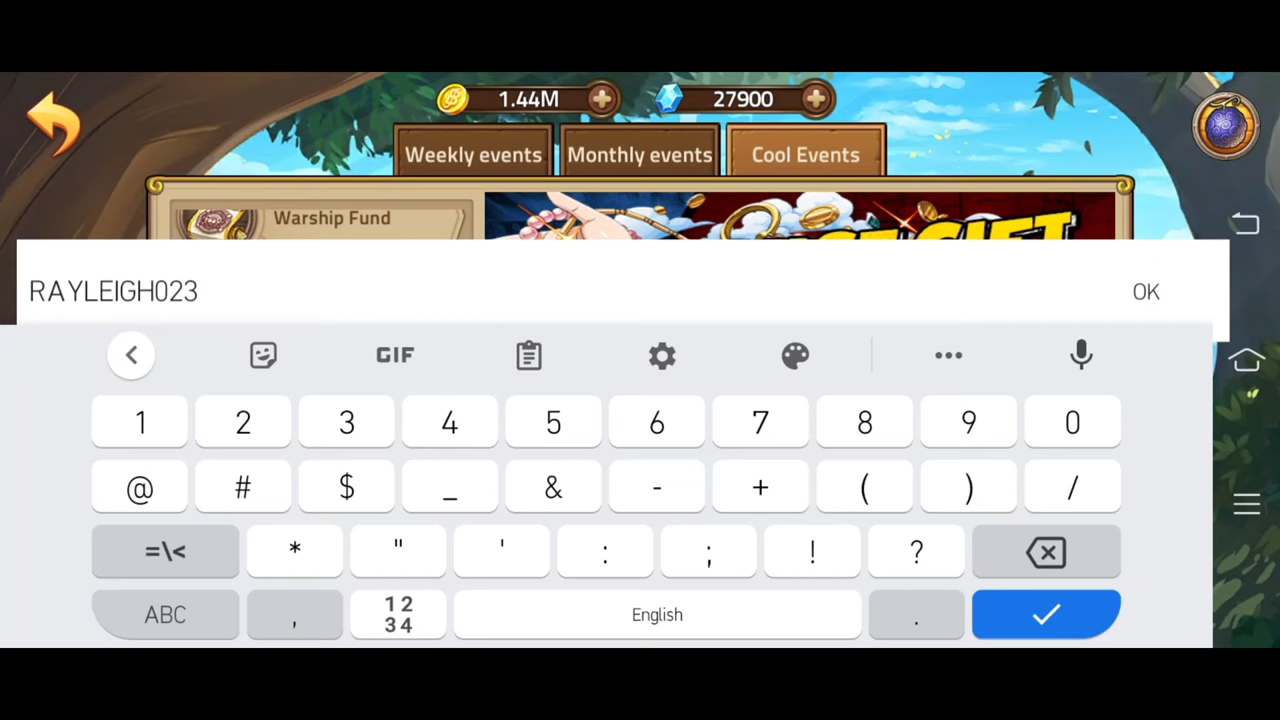 1.44M 27900
Weekly events Monthly events Cool Events
Warship Fund
GIFT
RAYLEIGH023 OK
GIF
1 2 3 4 5 6 7 8 9 0
@ # $ _ & - + ( ) /
=\< * " ' : ; ! ?
ABC , 12 34 English .